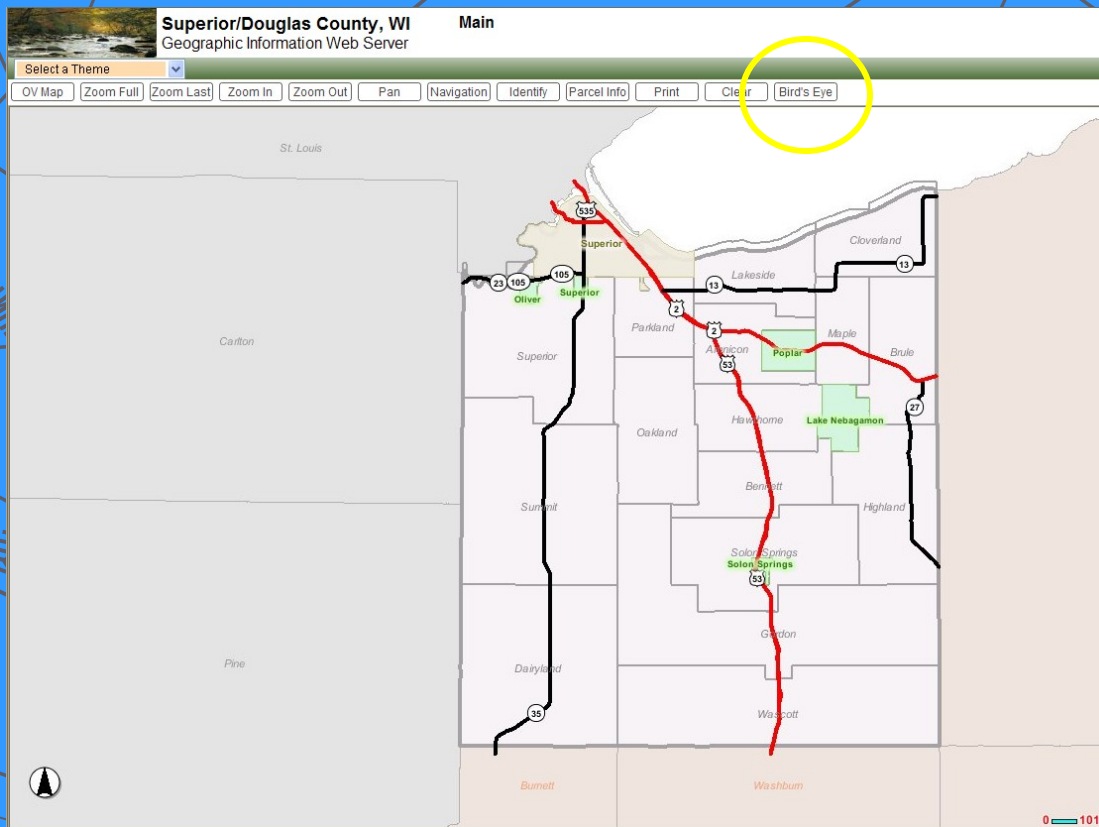 Superior/Douglas County, WI
Main
Geographic Information Web Server
Select a Theme
OV Map
Zoom Full
Zoom Last
Zoom In
Zoom Out
Pan
Navigation
Identify
Parcel Info
Print
Clear
Bird's Eye
St. Louis
535
Superior
Cloverland
13
Lakeside
105
23
105
13
Oliver
Superior
2
Parkland
2
Maple
Carlton
Superior
Amnicon
Poplar
Brule
53
27
Hawthorne
Lake Nebagamon
Oakland
Bennett
Summit
Highland
Solon Springs
Solon Springs
53
Gordon
Pine
Dairyland
35
Wascott
Burnett
Washburn
0
101